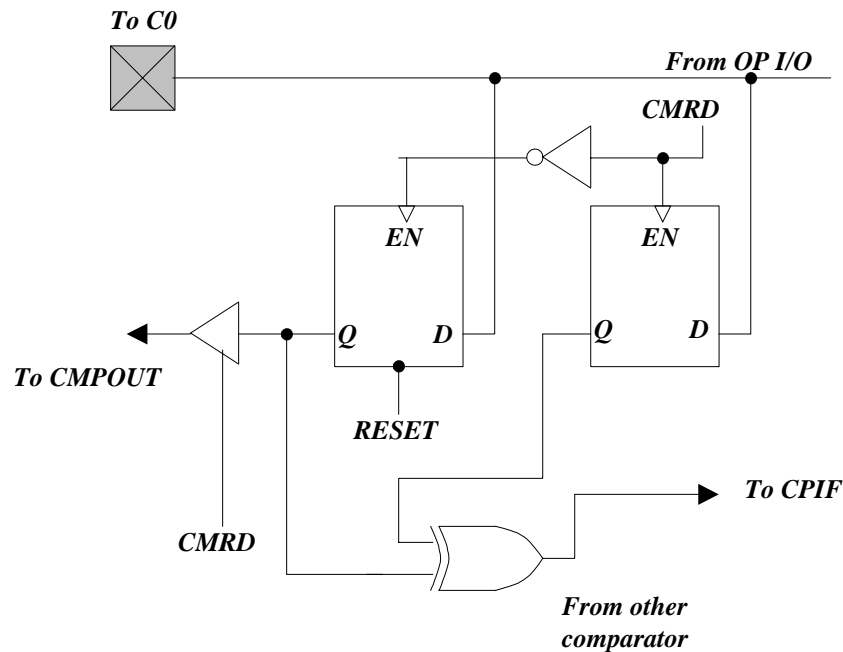 To C0
From OP I/O
CMRD
EN
EN
Q
D
Q
D
To CMPOUT
RESET
To CPIF
CMRD
From other
comparator